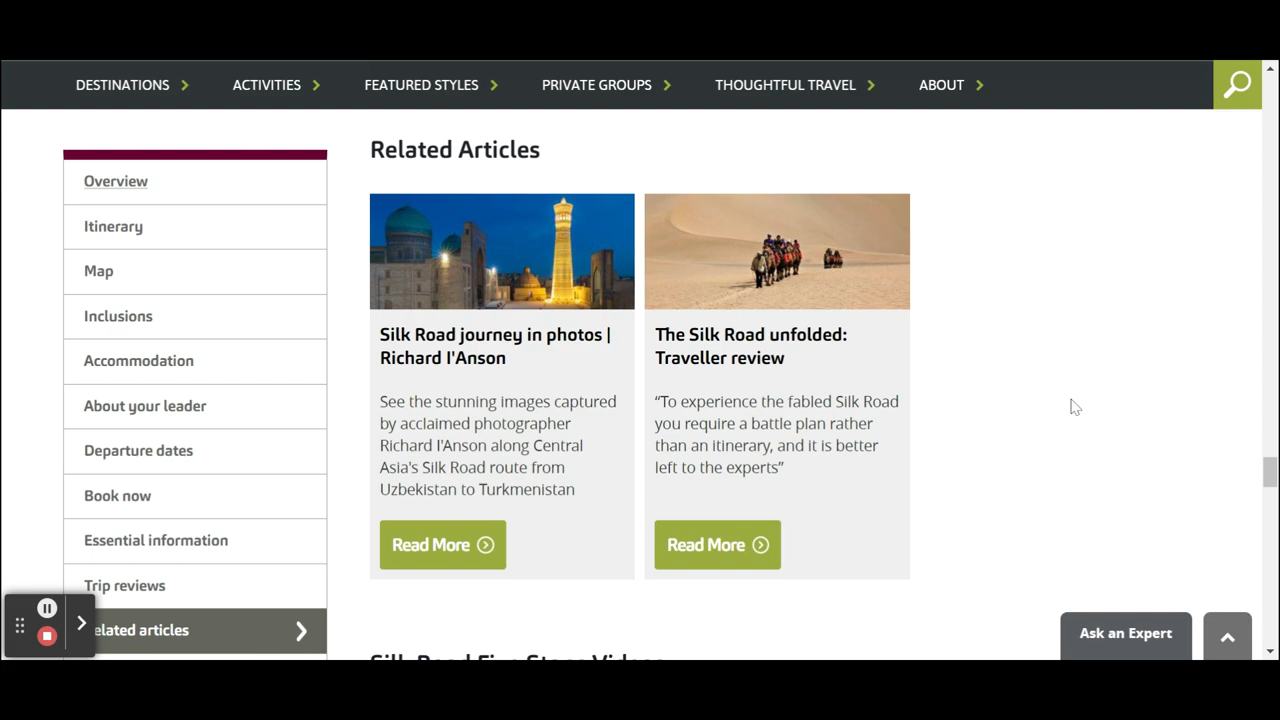 DESTINATIONS
ACTIVITIES
FEATURED STYLES
PRIVATE GROUPS
THOUGHTFUL TRAVEL
ABOUT
Overview
Itinerary
Map
Inclusions
Accommodation
About your leader
Departure dates
Book now
Essential information
Trip reviews
elated articles
Related Articles
Silk Road journey in photos |
Richard I'Anson
See the stunning images captured
by acclaimed photographer
Richard I'Anson along Central
Asia's Silk Road route from
Uzbekistan to Turkmenistan
Read More
The Silk Road unfolded:
Traveller review
“To experience the fabled Silk Road
you require a battle plan rather
than an itinerary, and it is better
left to the experts”
Read More
Ask an Expert